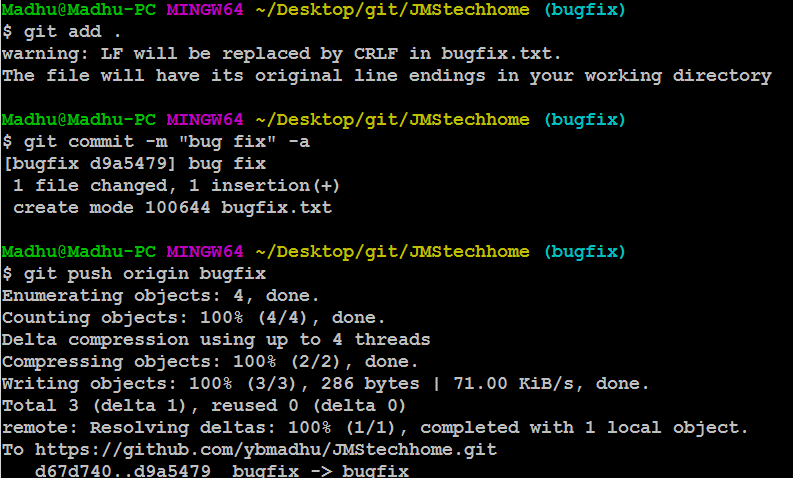 Madhu@Madhu-PC MINGW64 ~/Desktop/git/JMStechhome (bugfix)
$ git add .
warning: LF will be replaced by CRLF in bugfix.txt.
The file will have its original line endings in your working directory
Madhu@Madhu-PC MINGW64 ~/Desktop/git/JMStechhome (bugfix)
$ git commit -m "bug fix" -a
[bugfix d9a5479] bug fix
 1 file changed, 1 insertion(+)
 create mode 100644 bugfix.txt
Madhu@Madhu-PC MINGW64 ~/Desktop/git/JMStechhome (bugfix)
$ git push origin bugfix
Enumerating objects: 4, done.
Counting objects: 100% (4/4), done.
Delta compression using up to 4 threads
Compressing objects: 100% (2/2), done.
Writing objects: 100% (3/3), 286 bytes | 71.00 KiB/s, done.
Total 3 (delta 1), reused 0 (delta 0)
remote: Resolving deltas: 100% (1/1), completed with 1 local object.
To https://github.com/ybmadhu/JMStechhome.git
   d67d740..d9a5479  bugfix -> bugfix